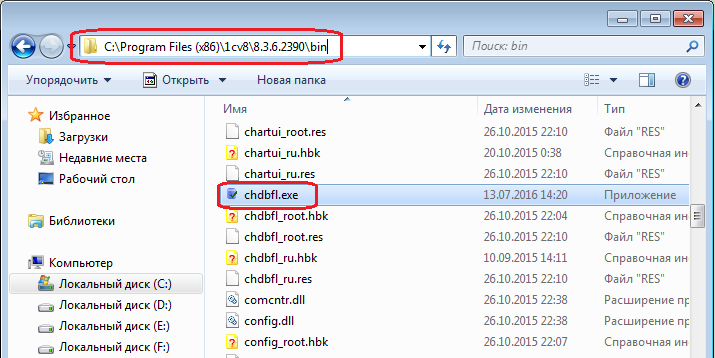 C:\Program Files (x86)\1cv8\8.3.6.2390\bin
Поиск: bin
Упорядочить Открыть Новая папка
Избранное
Загрузки
Недавние места
Рабочий стол
Библиотеки
Компьютер
Локальный диск (C:)
Локальный диск (D:)
Локальный диск (E:)
Локальный диск (F:)
Имя Дата изменения Тип
chartui_root.res 26.10.2015 22:10 Файл "RES"
chartui_ru.hbk 20.10.2015 0:38 Справочная ин
chartui_ru.res 26.10.2015 22:10 Файл "RES"
chdbfl.exe 13.07.2016 14:20 Приложение
chdbfl_root.hbk 26.10.2015 22:04 Справочная ин
chdbfl_root.res 26.10.2015 22:10 Файл "RES"
chdbfl_ru.hbk 10.09.2015 14:11 Справочная ин
chdbfl_ru.res 26.10.2015 22:10 Файл "RES"
comcntr.dll 26.10.2015 22:38 Расширение пр
config.dll 26.10.2015 22:38 Расширение пр
config_root.hbk 26.10.2015 22:07 Справочная ин